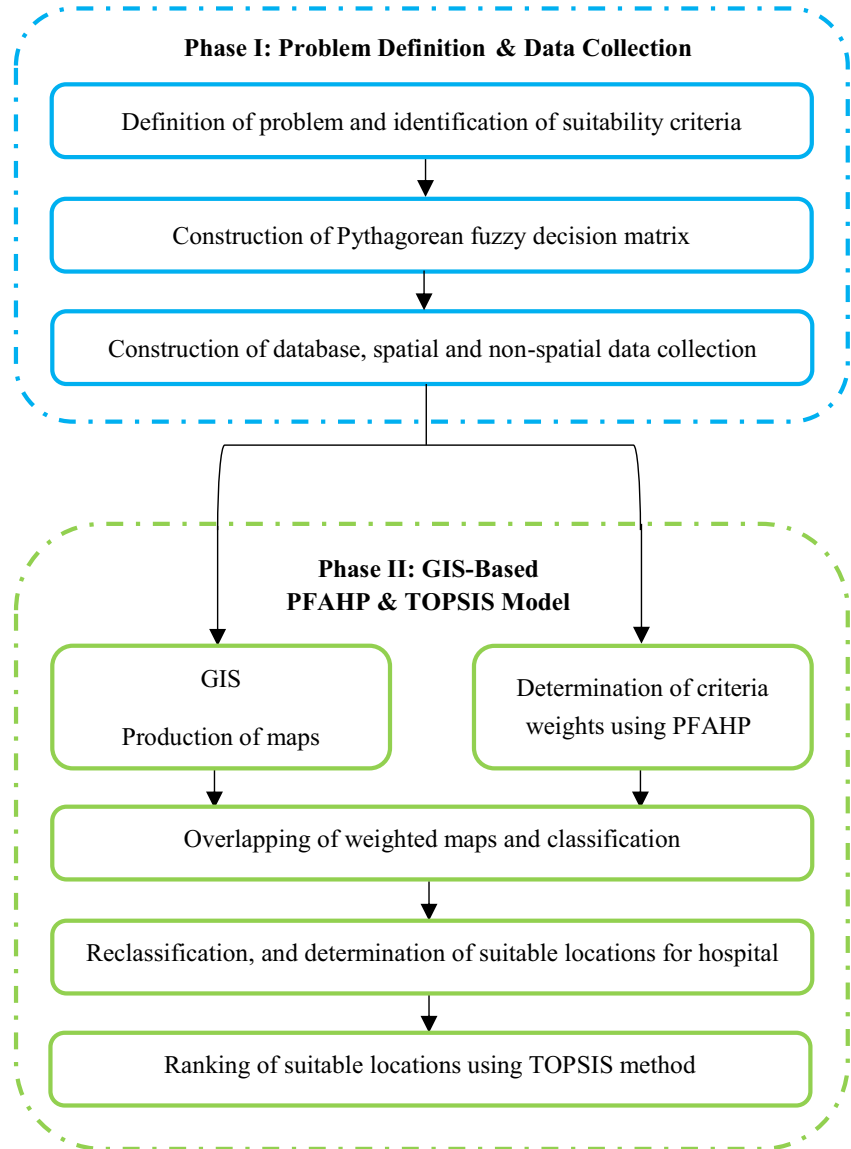 Phase I: Problem Definition & Data Collection
Definition of problem and identification of suitability criteria
Construction of Pythagorean fuzzy decision matrix
Construction of database, spatial and non-spatial data collection
Phase II: GIS-Based
PFAHP & TOPSIS Model
GIS
Production of maps
Determination of criteria
weights using PFAHP
Overlapping of weighted maps and classification
Reclassification, and determination of suitable locations for hospital
Ranking of suitable locations using TOPSIS method